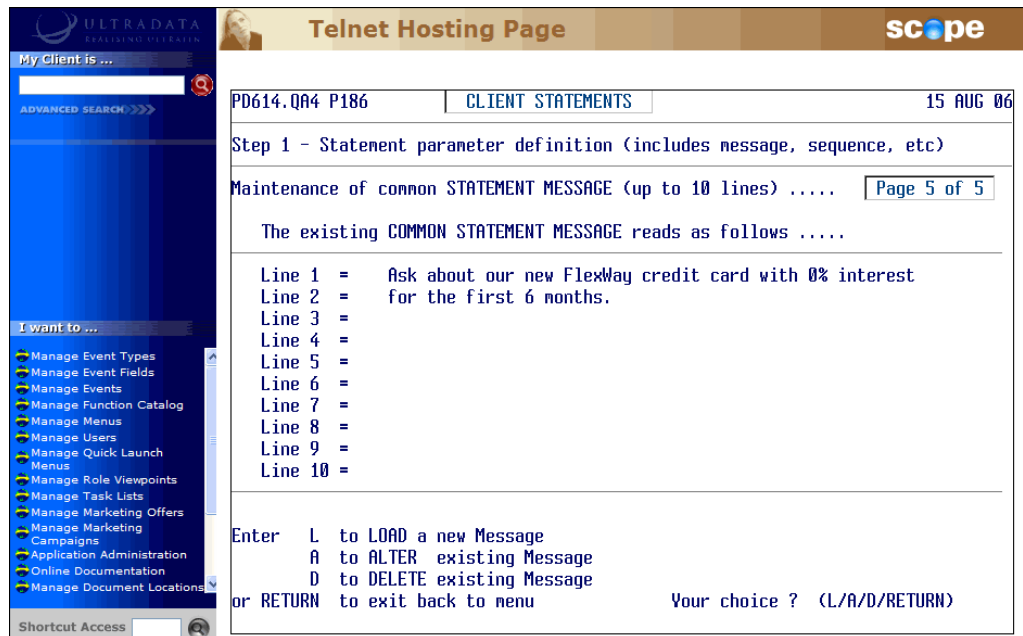 ULTRADATA
Telnet Hosting Page
scope
My Client is ...
ADVANCED SEARCH
PD614.QA4 P186 CLIENT STATEMENTS 15 AUG 06
Step 1 - Statement parameter definition (includes message, sequence, etc)
Maintenance of common STATEMENT MESSAGE (up to 10 lines) ..... Page 5 of 5
The existing COMMON STATEMENT MESSAGE reads as follows .....
Line 1 = Ask about our new FlexWay credit card with 0% interest
Line 2 = for the first 6 months.
Line 3 =
Line 4 =
Line 5 =
Line 6 =
Line 7 =
Line 8 =
Line 9 =
Line 10 =
Enter L to LOAD a new Message
A to ALTER existing Message
D to DELETE existing Message
or RETURN to exit back to menu Your choice ? (L/A/D/RETURN)
I want to ...
Manage Event Types
Manage Event Fields
Manage Events
Manage Function Catalog
Manage Menus
Manage Users
Manage Quick Launch
Menus
Manage Role Viewpoints
Manage Task Lists
Manage Marketing Offers
Manage Marketing
Campaigns
Application Administration
Online Documentation
Manage Document Locations
Shortcut Access